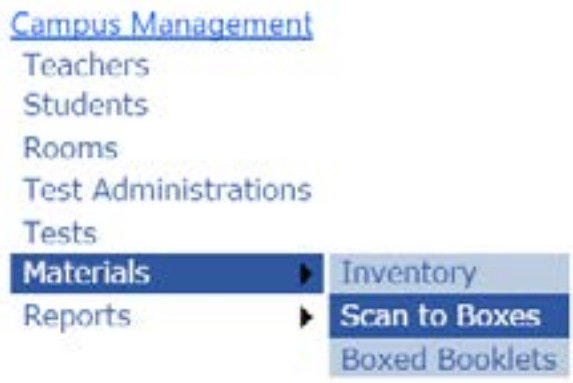 Campus Management
Teachers
Students
Rooms
Test Administrations
Tests
Materials
Inventory
Reports
Scan to Boxes
Boxed Booklets